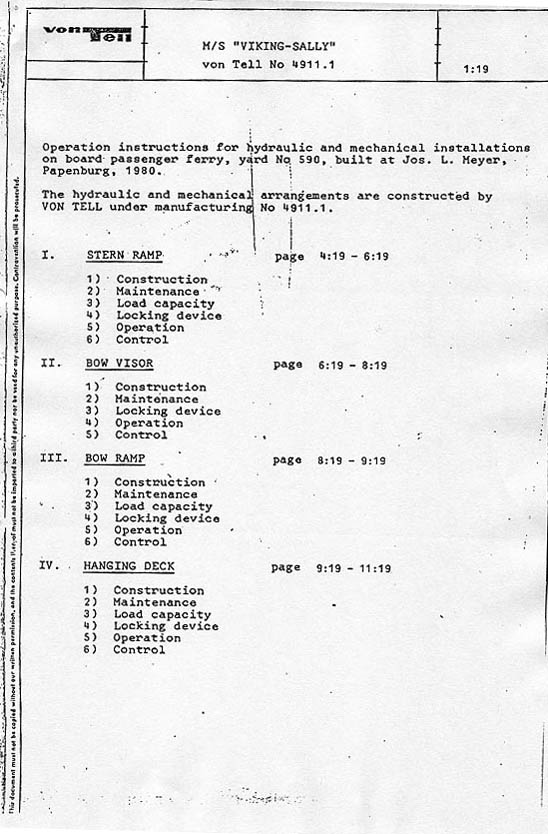 von Tell
M/S "VIKING-SALLY"
von Tell No 4911.1
1:19
Operation instructions for hydraulic and mechanical installations
on board passenger ferry, yard No 590, built at Jos. L. Meyer,
Papenburg, 1980.
The hydraulic and mechanical arrangements are constructed by
VON TELL under manufacturing No 4911.1.
I. STERN RAMP page 4:19 - 6:19
1) Construction
2) Maintenance
3) Load capacity
4) Locking device
5) Operation
6) Control
II. BOW VISOR page 6:19 - 8:19
1) Construction
2) Maintenance
3) Locking device
4) Operation
5) Control
III. BOW RAMP page 8:19 - 9:19
1) Construction
2) Maintenance
3) Load capacity
4) Locking device
5) Operation
6) Control
IV. HANGING DECK page 9:19 - 11:19
1) Construction
2) Maintenance
3) Load capacity
4) Locking device
5) Operation
6) Control
This document must not be copied without our written permission, and the contents thereof must not be imparted to a third party nor be used for any unauthorised purpose. Contravention will be prosecuted.